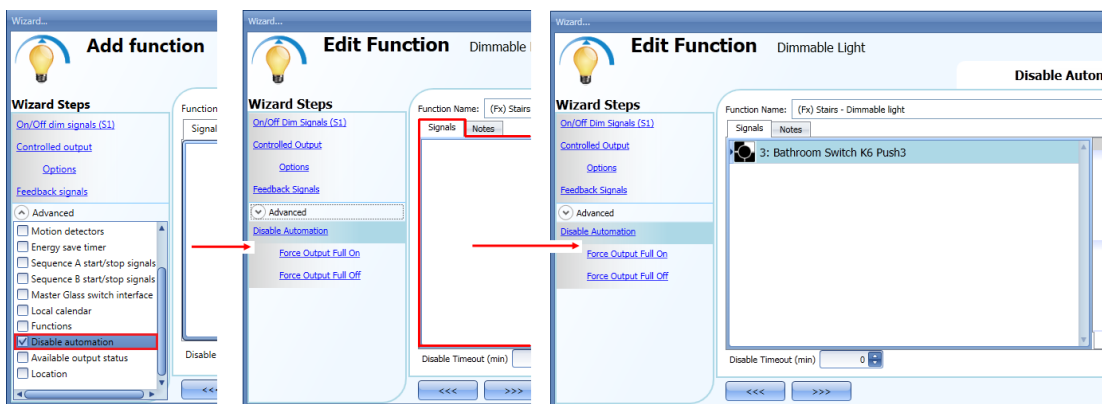 Wizard...
Add function
Wizard Steps
On/Off dim signals (S1)
Controlled output
Options
Feedback signals
Advanced
Motion detectors
Energy save timer
Sequence A start/stop signals
Sequence B start/stop signals
Master Glass switch interface
Local calendar
Functions
Disable automation
Available output status
Location
Function
Signal
Disable
<<<
Wizard...
Edit Function Dimmable
Wizard Steps
On/Off Dim Signals (S1)
Controlled Output
Options
Feedback Signals
Advanced
Disable Automation
Force Output Full On
Force Output Full Off
Function Name: (Fx) Stairs
Signals Notes
Disable Timeout (min)
<<< >>>
Wizard...
Edit Function Dimmable Light
Disable Auton
Wizard Steps
On/Off Dim Signals (S1)
Controlled Output
Options
Feedback Signals
Advanced
Disable Automation
Force Output Full On
Force Output Full Off
Function Name: (Fx) Stairs - Dimmable light
Signals Notes
3: Bathroom Switch K6 Push3
Disable Timeout (min) 0
<<< >>>